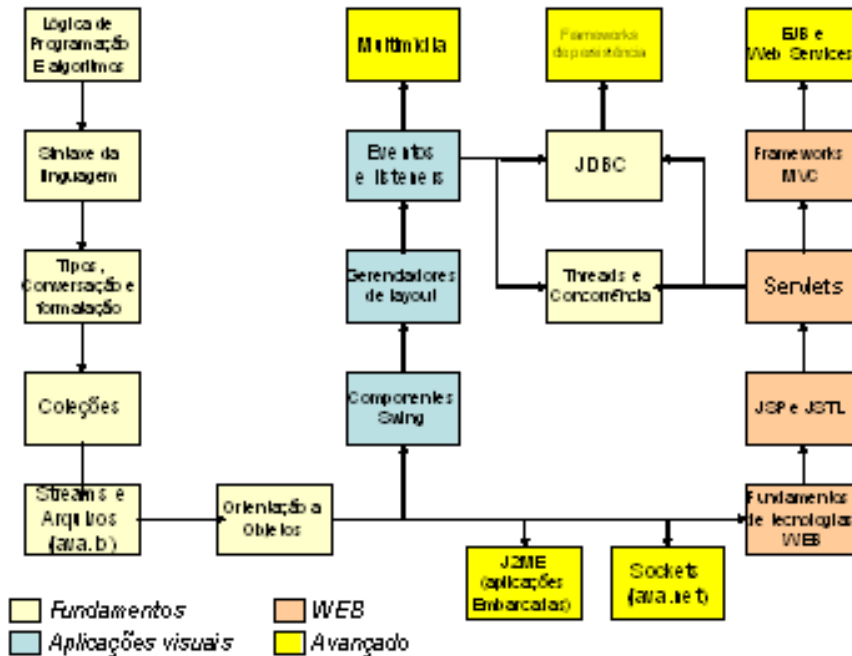 Lógica de
Programação
E algoritmos
Sintaxe da
linguagem
Tipos,
Conversação e
formatação
Coleções
Streams e
Arquivos
(java.io)
Orientação a
Objetos
Multimídia
Eventos
e listeners
Gerenciadores
de layout
Componentes
Swing
Frameworks
de persistência
JDBC
Threads e
Concorrência
EJB e
Web Services
Frameworks
MVC
Servlets
JSP e JSTL
Fundamentos
de tecnologias
WEB
J2ME
(aplicações
Embarcadas)
Sockets
(java.net)
Fundamentos
WEB
Aplicações visuais
Avançado